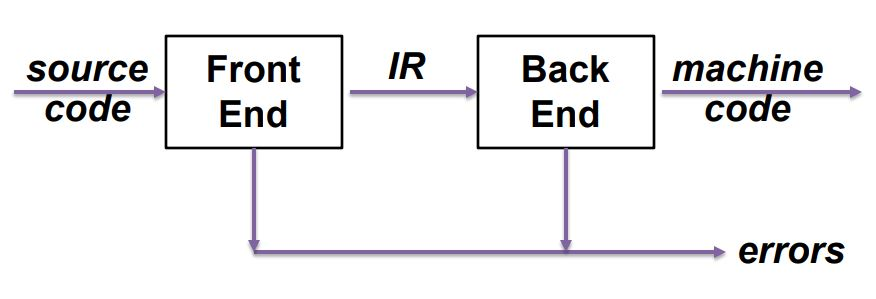 source
code
Front
End
IR
Back
End
machine
code
errors